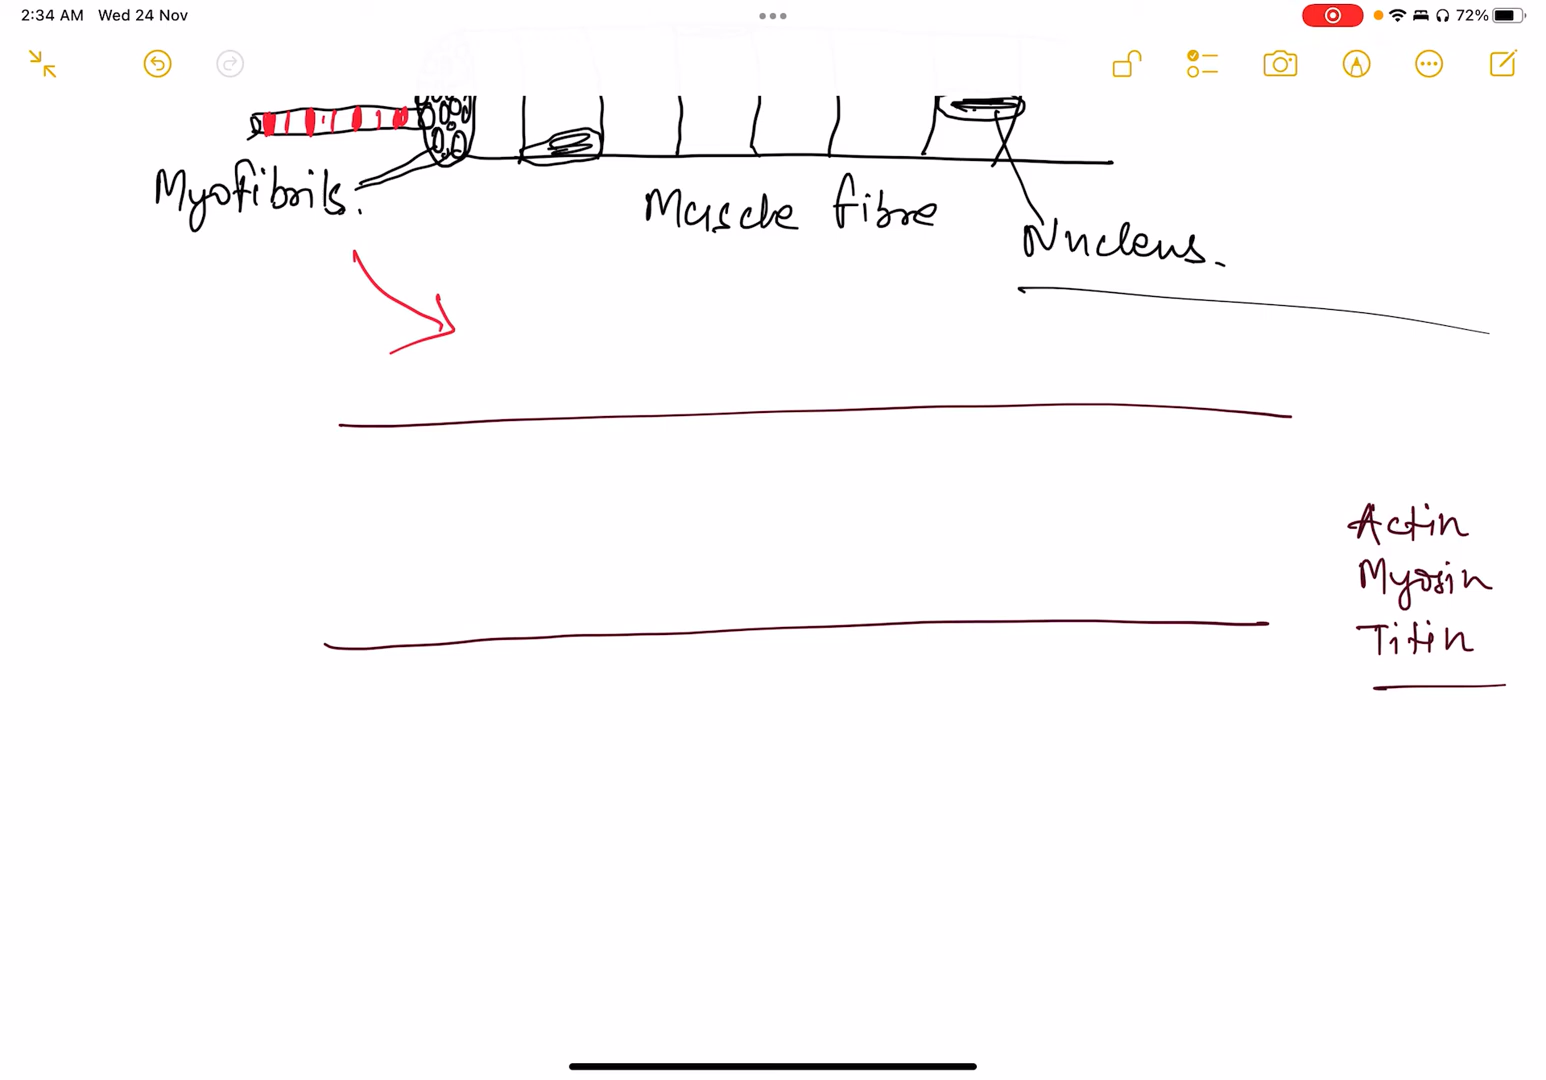 2:34 AM Wed 24 Nov
72%
Myofibrils.
Muscle fibre
Nucleus.
Actin
Myosin
Titin